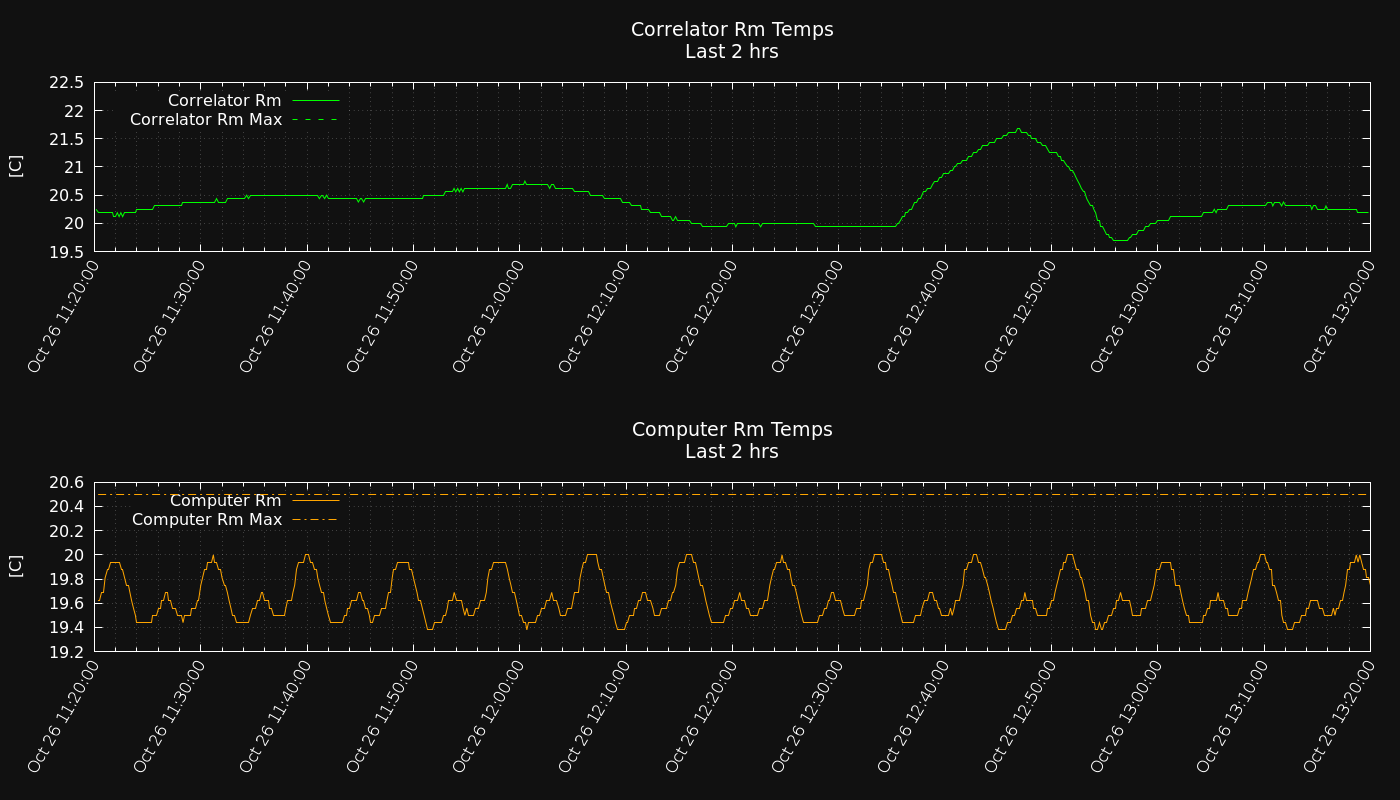 Correlator Rm Temps
Last 2 hrs
22.5
22
21.5
21
20.5
20
19.5
[C]
Correlator Rm
Correlator Rm Max
Oct 26 11:20:00
Oct 26 11:30:00
Oct 26 11:40:00
Oct 26 11:50:00
Oct 26 12:00:00
Oct 26 12:10:00
Oct 26 12:20:00
Oct 26 12:30:00
Oct 26 12:40:00
Oct 26 12:50:00
Oct 26 13:00:00
Oct 26 13:10:00
Oct 26 13:20:00
Computer Rm Temps
Last 2 hrs
20.6
20.4
20.2
20
19.8
19.6
19.4
19.2
[C]
Computer Rm
Computer Rm Max
Oct 26 11:20:00
Oct 26 11:30:00
Oct 26 11:40:00
Oct 26 11:50:00
Oct 26 12:00:00
Oct 26 12:10:00
Oct 26 12:20:00
Oct 26 12:30:00
Oct 26 12:40:00
Oct 26 12:50:00
Oct 26 13:00:00
Oct 26 13:10:00
Oct 26 13:20:00